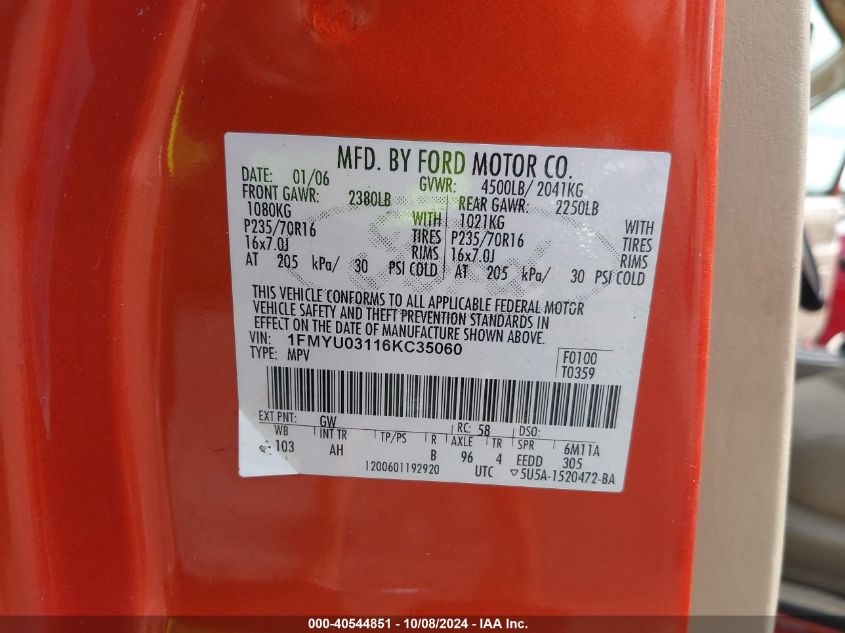 MFD. BY FORD MOTOR CO.
DATE: 01/06 GVWR: 4500LB/ 2041KG
FRONT GAWR: 2380LB REAR GAWR: 2250LB
1080KG WITH 1021KG WITH
P235/70R16 TIRES P235/70R16 TIRES
16x7.0J RIMS 16x7.0J RIMS
AT 205 kPa/ 30 PSI COLD AT 205 kPa/ 30 PSI COLD
THIS VEHICLE CONFORMS TO ALL APPLICABLE FEDERAL MOTOR
VEHICLE SAFETY AND THEFT PREVENTION STANDARDS IN
EFFECT ON THE DATE OF MANUFACTURE SHOWN ABOVE.
VIN: 1FMYU03116KC35060
TYPE: MPV F0100
T0359
EXT PNT: GW RC: 58 DSO:
WB INT TR TP/PS R AXLE TR SPR 6M11A
103 AH B 96 4 EEDD 305
1200601192920 UTC ▽5U5A-1520472-BA
000-40544851 - 10/08/2024 - IAA Inc.